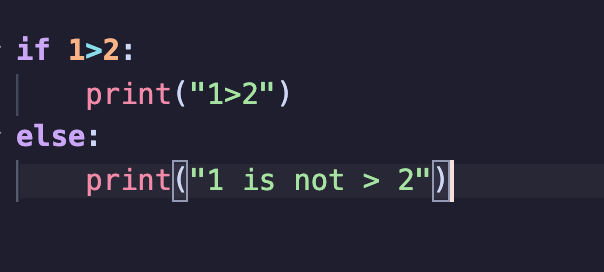 if 1>2:
    print("1>2")
else:
    print("1 is not > 2")